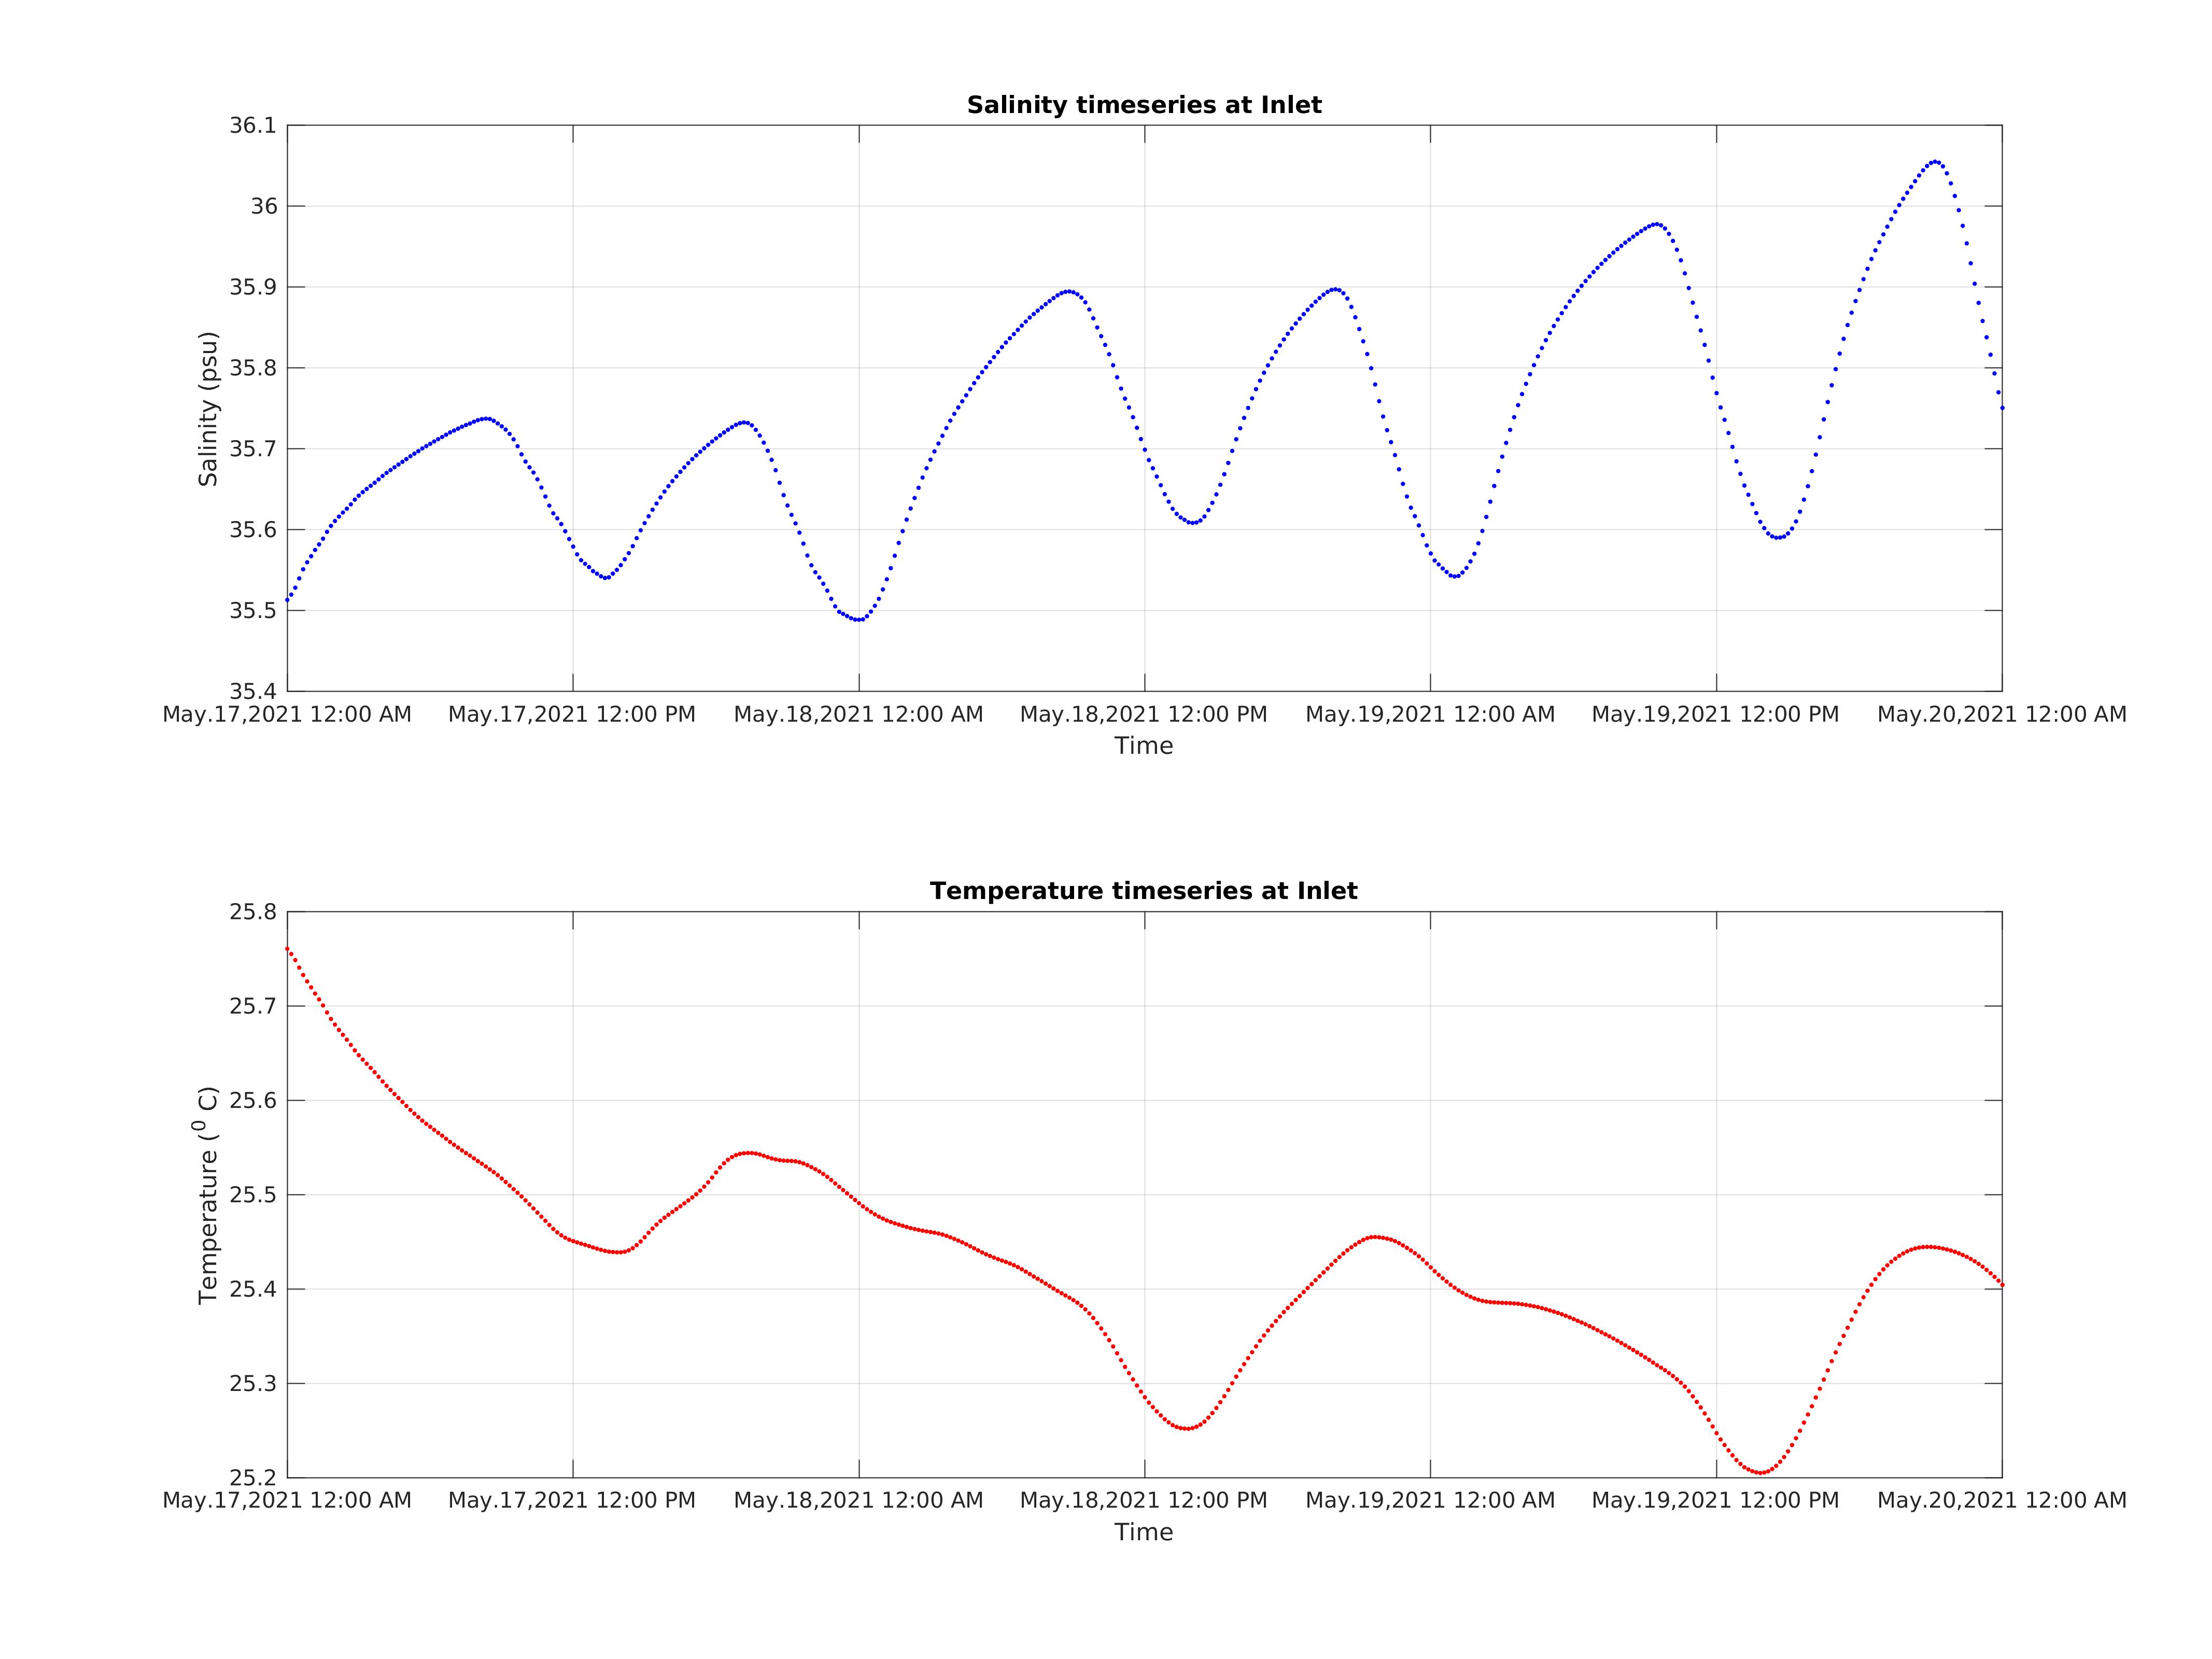 Salinity timeseries at Inlet
36.1
36
35.9
35.8
35.7
35.6
35.5
35.4
Salinity (psu)
May.17,2021 12:00 AM May.17,2021 12:00 PM May.18,2021 12:00 AM May.18,2021 12:00 PM May.19,2021 12:00 AM May.19,2021 12:00 PM May.20,2021 12:00 AM
Time
Temperature timeseries at Inlet
25.8
25.7
25.6
25.5
25.4
25.3
25.2
Temperature (⁰ C)
May.17,2021 12:00 AM May.17,2021 12:00 PM May.18,2021 12:00 AM May.18,2021 12:00 PM May.19,2021 12:00 AM May.19,2021 12:00 PM May.20,2021 12:00 AM
Time